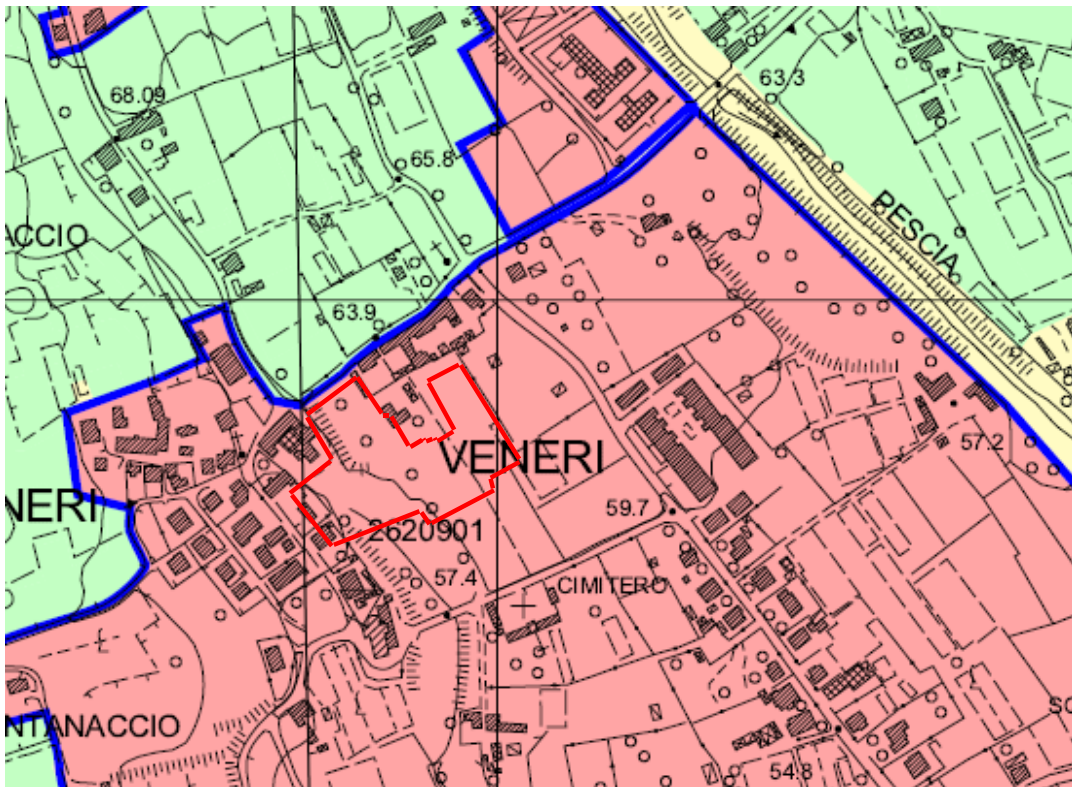 63.3
68.09
65.8
RESCIA
ACCIO
63.9
VENERI
57.2
NERI
59.7
2620901
57.4
CIMITERO
NTANACCIO
54.8